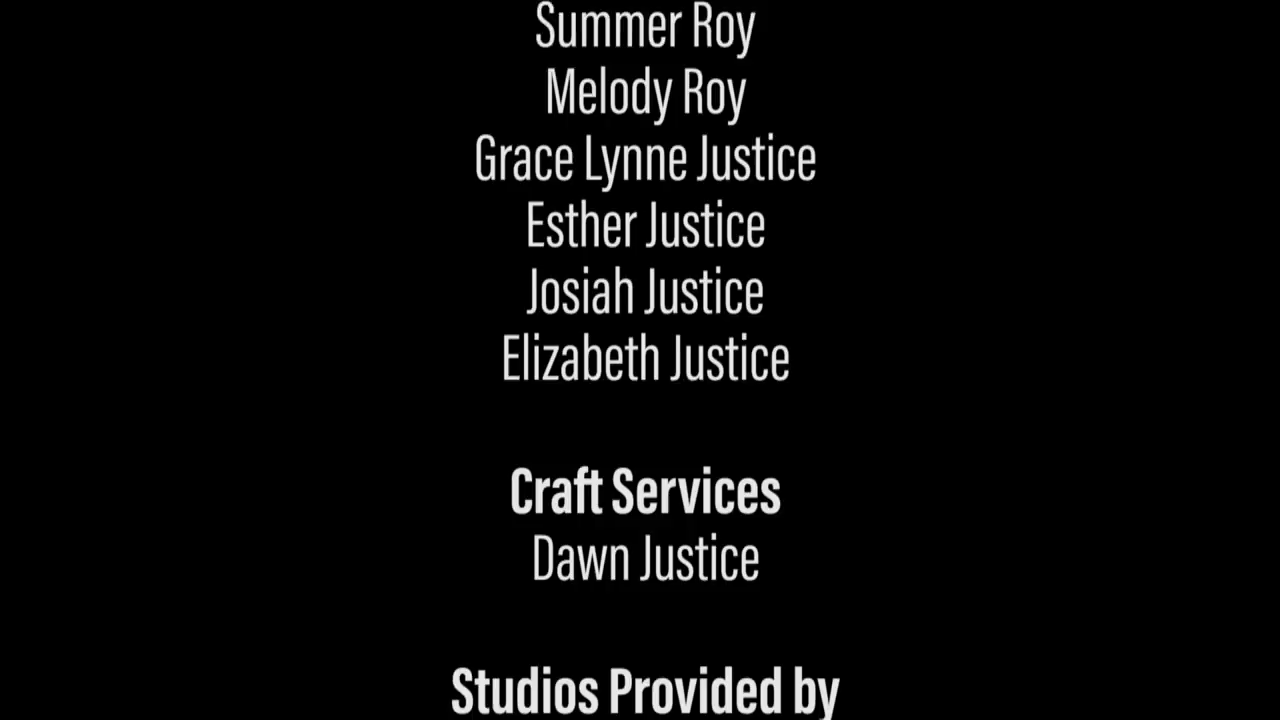 Summer Roy
Melody Roy
Grace Lynne Justice
Esther Justice
Josiah Justice
Elizabeth Justice
Craft Services
Dawn Justice
Studios Provided by